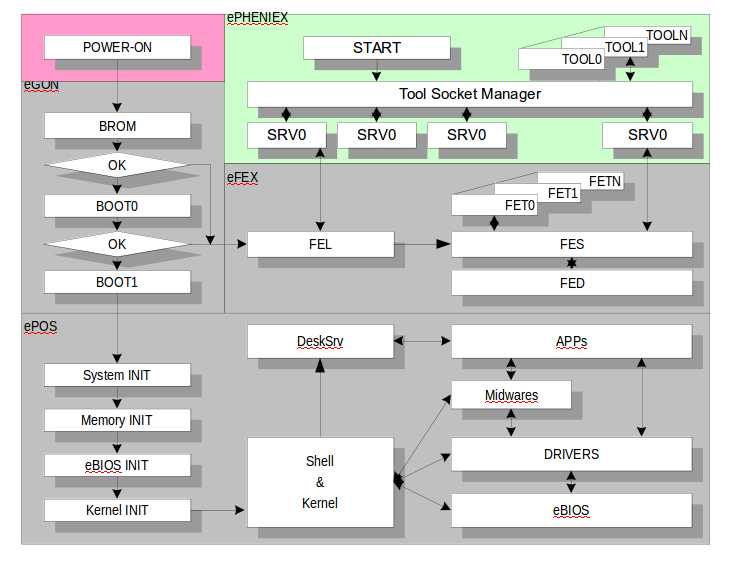 ePHENIEX
POWER-ON
START
TOOLN
TOOL1
TOOL0
eGON
Tool Socket Manager
BROM
SRV0
SRV0
SRV0
SRV0
OK
eFEX
FETN
FET1
FET0
BOOT0
OK
FEL
FES
BOOT1
FED
ePOS
DeskSrv
APPs
System INIT
Midwares
Memory INIT
Shell
&
Kernel
DRIVERS
eBIOS INIT
Kernel INIT
eBIOS